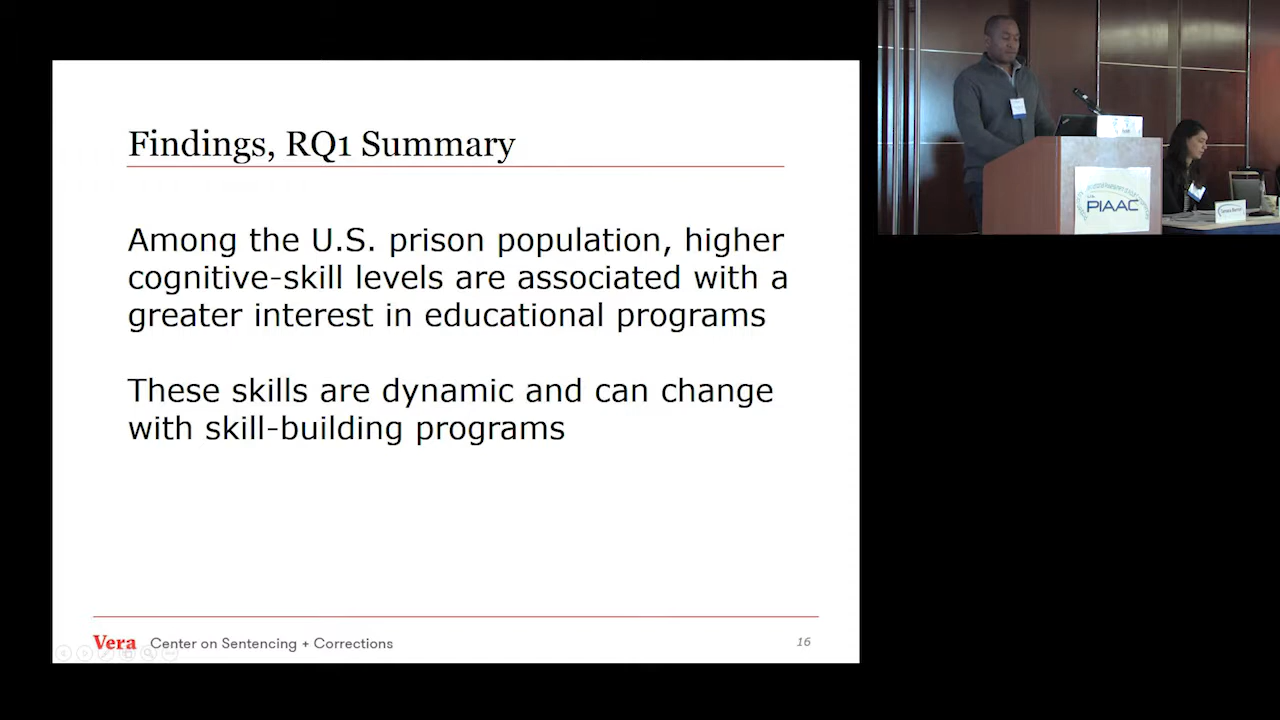 Findings, RQ1 Summary
Among the U.S. prison population, higher
cognitive-skill levels are associated with a
greater interest in educational programs
These skills are dynamic and can change
with skill-building programs
Vera Center on Sentencing + Corrections
16
PIAAC